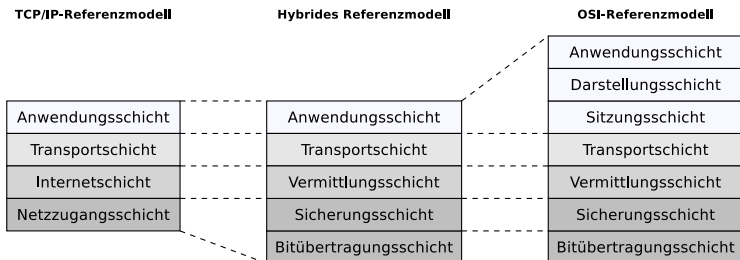 TCP/IP-Referenzmodell
Anwendungsschicht
Transportschicht
Internetschicht
Netzzugangsschicht
Hybrides Referenzmodell
Anwendungsschicht
Transportschicht
Vermittlungsschicht
Sicherungsschicht
Bitübertragungsschicht
OSI-Referenzmodell
Anwendungsschicht
Darstellungsschicht
Sitzungsschicht
Transportschicht
Vermittlungsschicht
Sicherungsschicht
Bitübertragungsschicht